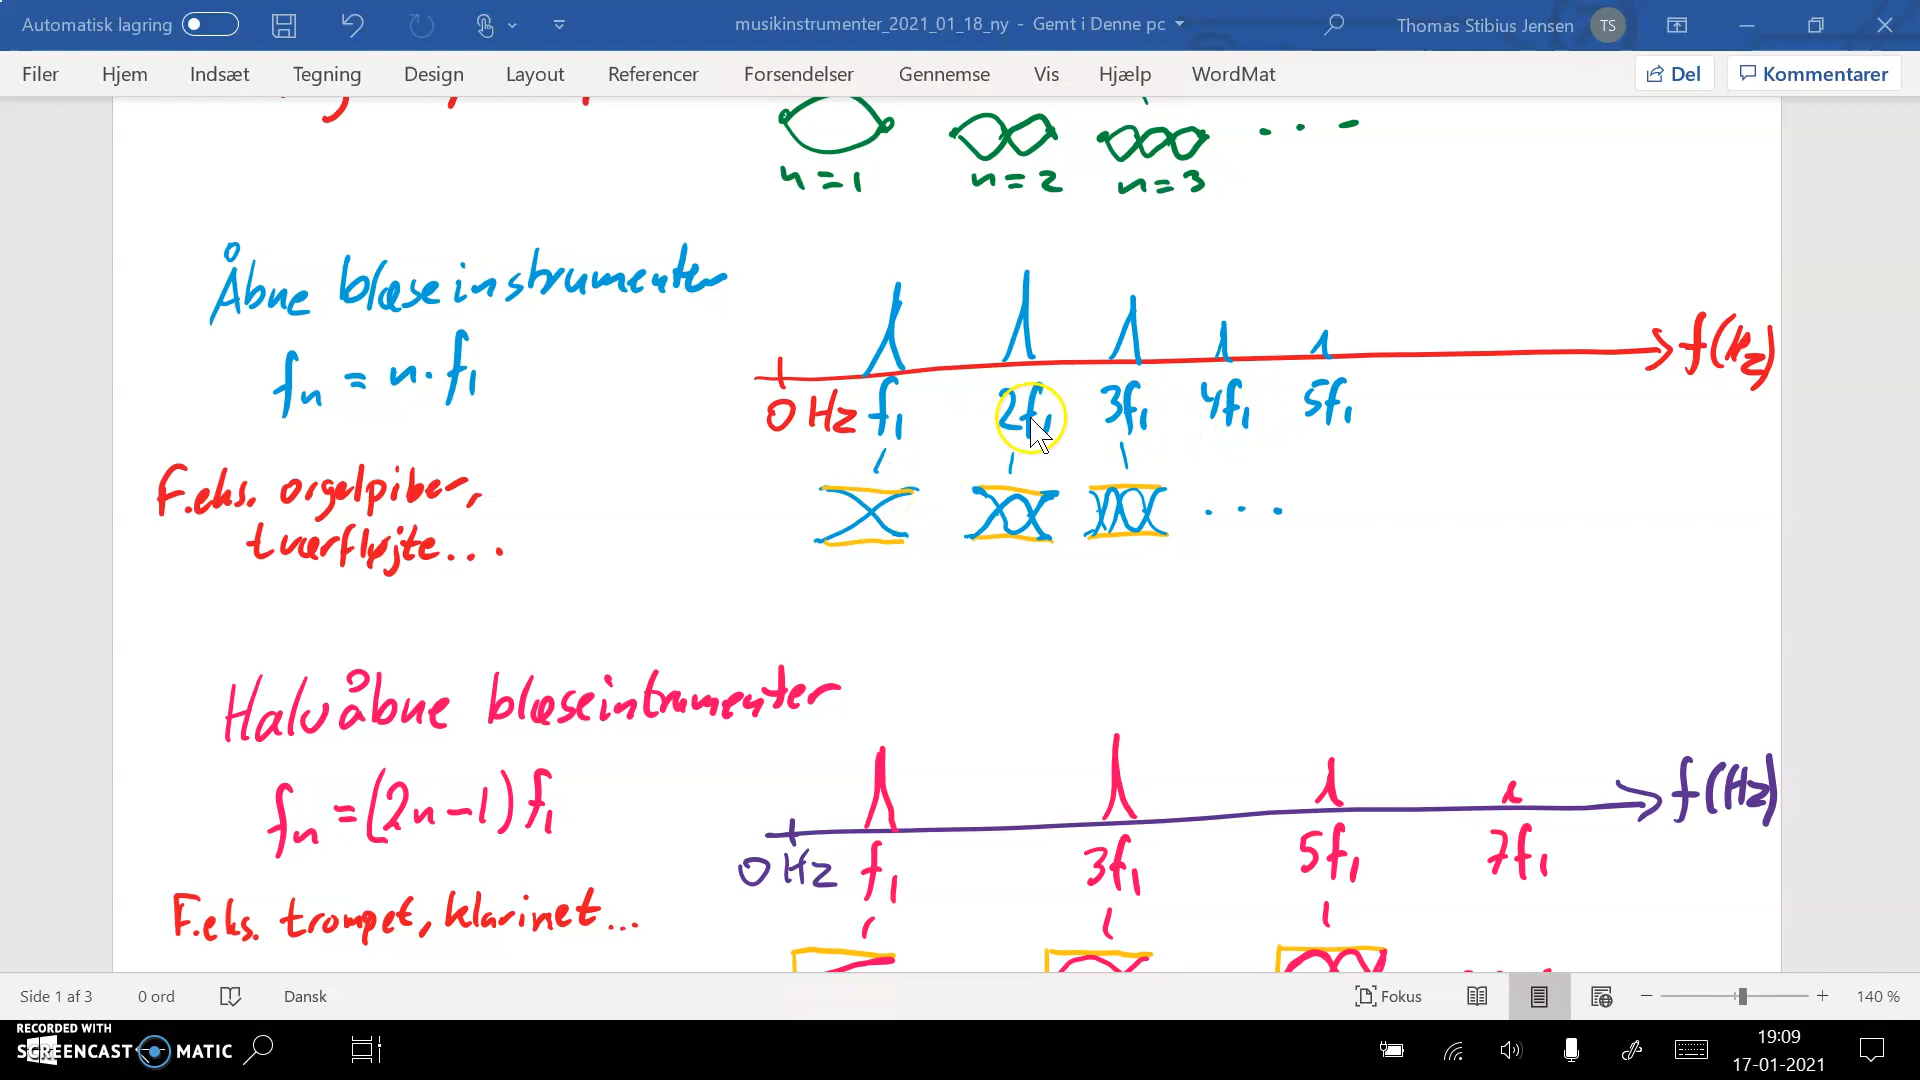 Automatisk lagring
musikinstrumenter_2021_01_18_ny - Gemt i Denne pc
Thomas Stibius Jensen TS
Filer Hjem Indsæt Tegning Design Layout Referencer Forsendelser Gennemse Vis Hjælp WordMat
Del Kommentarer
n=1 n=2 n=3 ...
Åbne blæseinstrumenter
fn = n·f1
f(Hz)
0 Hz f1 2f1 3f1 4f1 5f1
F.eks. orgelpiber,
tværfløjte...
...
Halvåbne blæseintrumenter
fn = (2n-1) f1
f(Hz)
0 Hz f1 3f1 5f1 7f1
F.eks. trompet, klarinet...
Side 1 af 3 0 ord Dansk
Fokus
− + 140 %
RECORDED WITH
SCREENCAST MATIC
19:09
17-01-2021